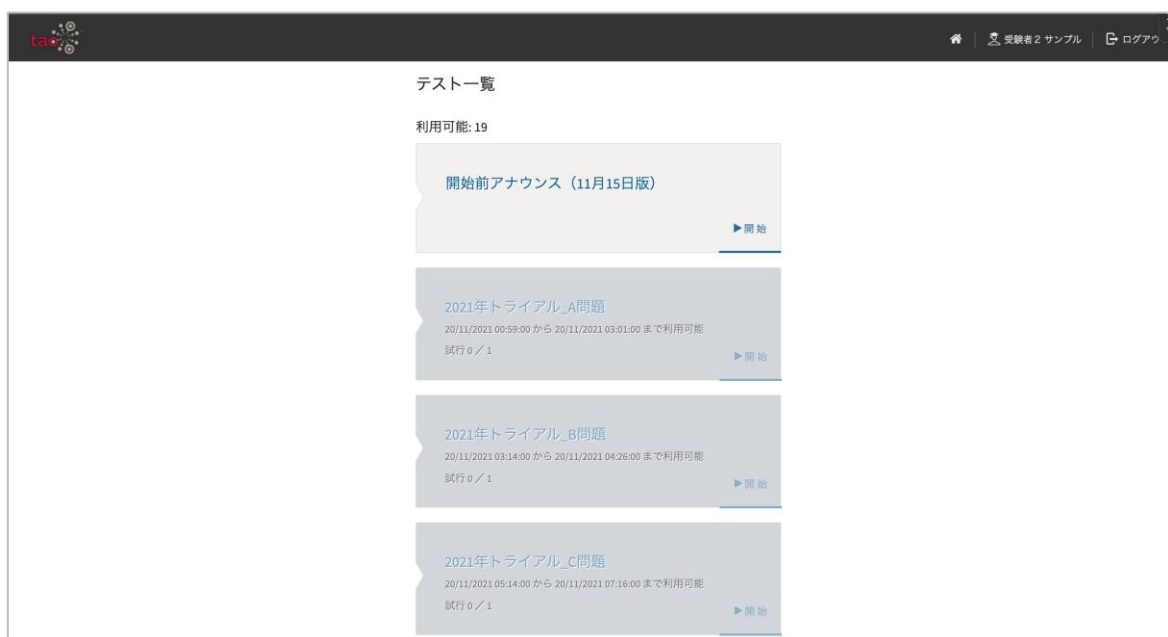 tao
受験者2 サンプル
ログアウ
テスト一覧
利用可能: 19
開始前アナウンス（11月15日版）
▶開始
2021年トライアル_A問題
20/11/2021 00:59:00 から 20/11/2021 03:01:00 まで利用可能
試行 0 ／ 1
▶開始
2021年トライアル_B問題
20/11/2021 03:14:00 から 20/11/2021 04:26:00 まで利用可能
試行 0 ／ 1
▶開始
2021年トライアル_C問題
20/11/2021 05:14:00 から 20/11/2021 07:16:00 まで利用可能
試行 0 ／ 1
▶開始